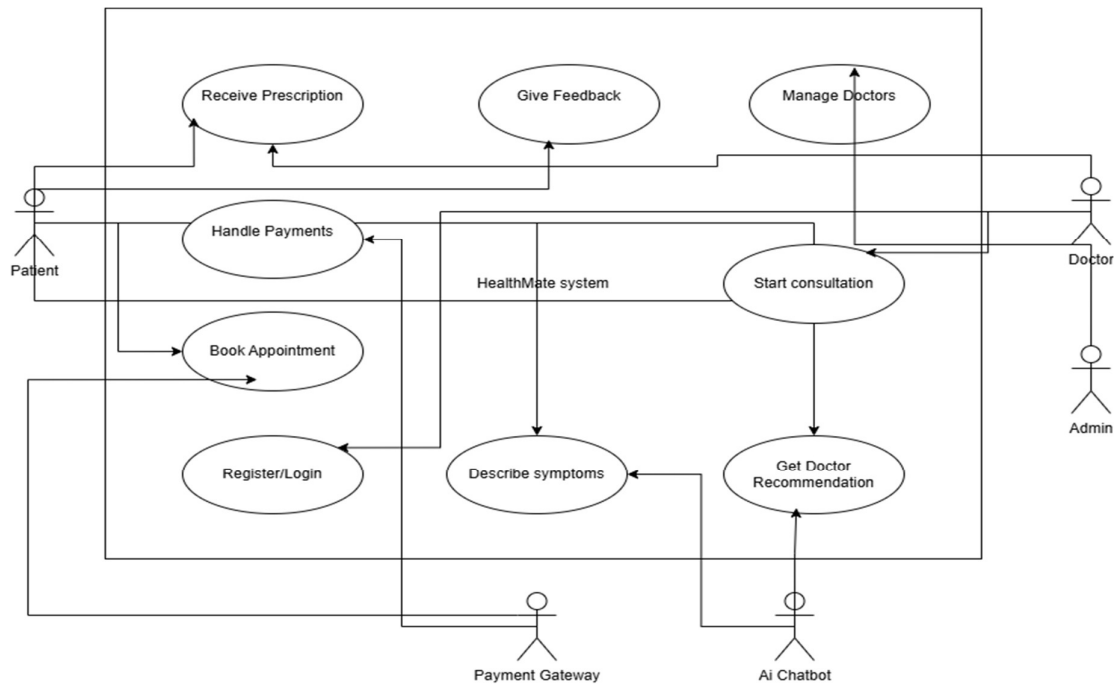 Receive Prescription
Give Feedback
Manage Doctors
Handle Payments
Patient
Doctor
HealthMate system
Start consultation
Book Appointment
Admin
Register/Login
Describe symptoms
Get Doctor
Recommendation
Payment Gateway
Ai Chatbot